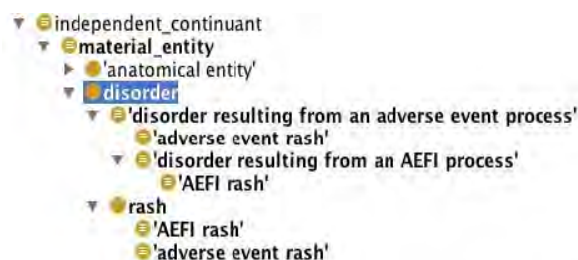 independent_continuant
material_entity
'anatomical entity'
disorder
'disorder resulting from an adverse event process'
'adverse event rash'
'disorder resulting from an AEFI process'
'AEFI rash'
rash
'AEFI rash'
'adverse event rash'